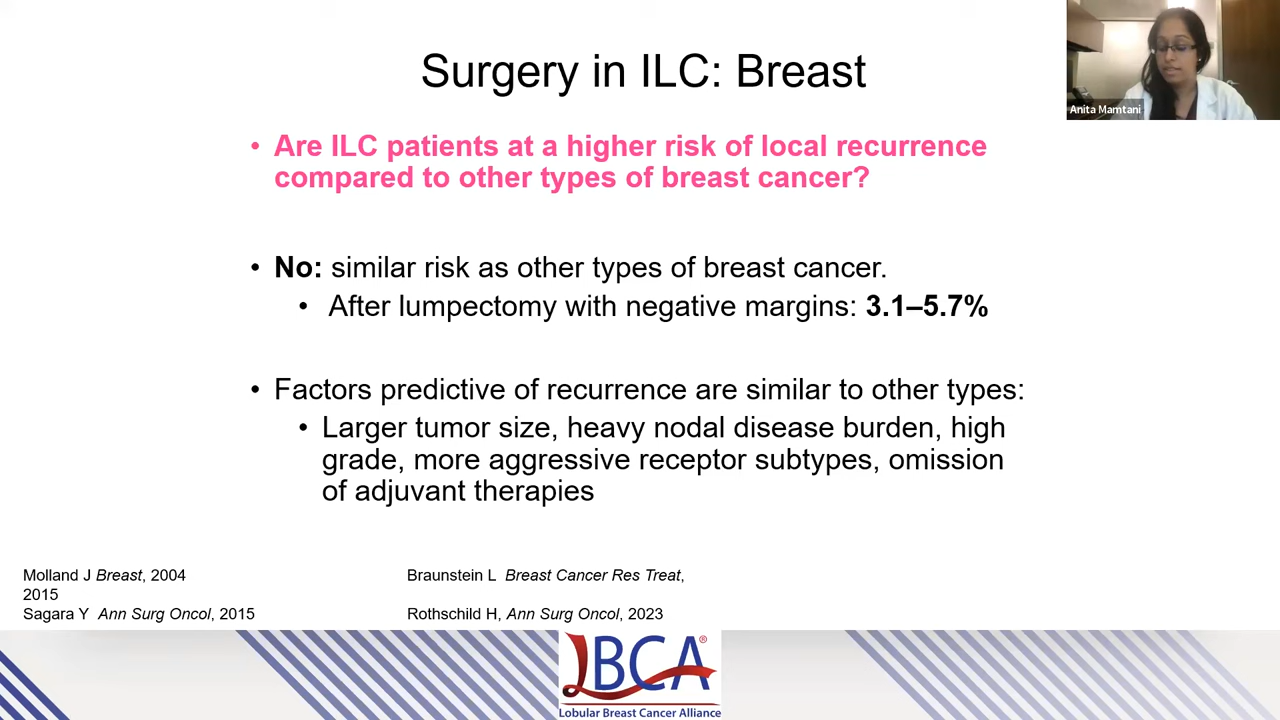 Surgery in ILC: Breast
Anita Mamtani
• Are ILC patients at a higher risk of local recurrence
compared to other types of breast cancer?
• No: similar risk as other types of breast cancer.
• After lumpectomy with negative margins: 3.1–5.7%
• Factors predictive of recurrence are similar to other types:
• Larger tumor size, heavy nodal disease burden, high
grade, more aggressive receptor subtypes, omission
of adjuvant therapies
Molland J Breast, 2004 Braunstein L Breast Cancer Res Treat,
2015
Sagara Y Ann Surg Oncol, 2015 Rothschild H, Ann Surg Oncol, 2023
LBCA®
Lobular Breast Cancer Alliance